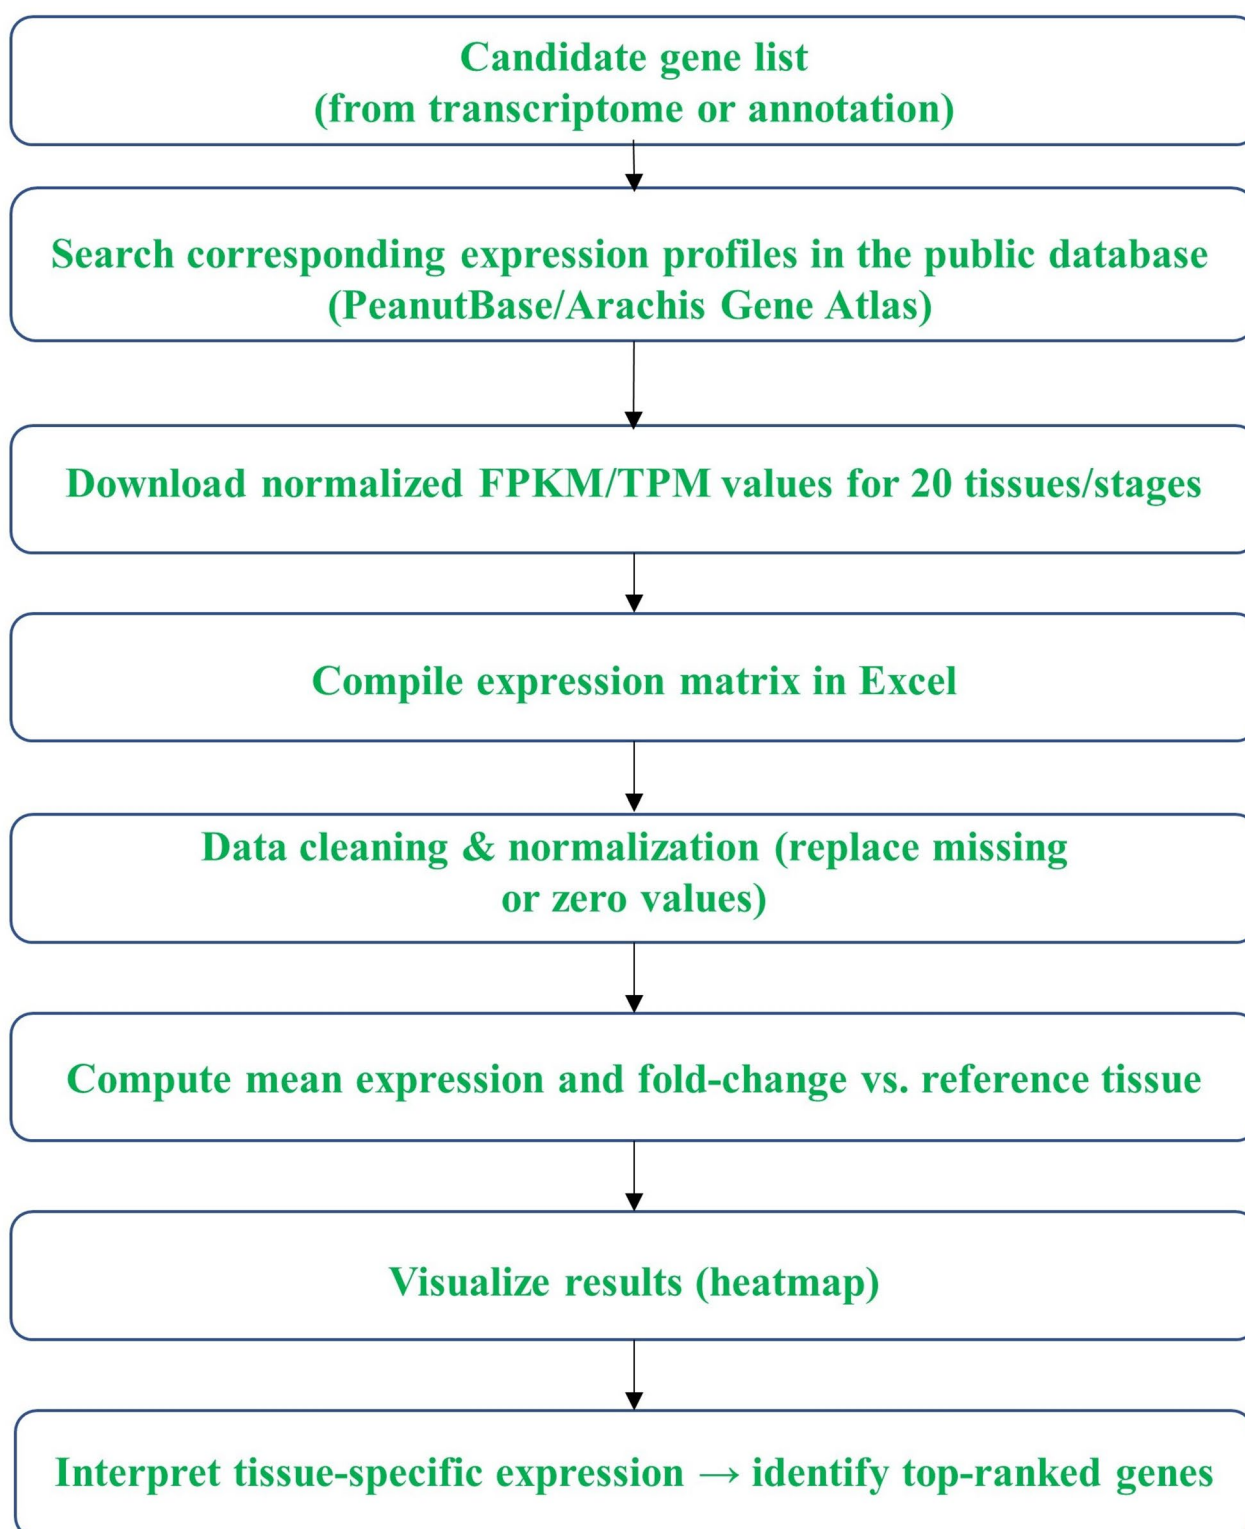 Candidate gene list
(from transcriptome or annotation)
Search corresponding expression profiles in the public database
(PeanutBase/Arachis Gene Atlas)
Download normalized FPKM/TPM values for 20 tissues/stages
Compile expression matrix in Excel
Data cleaning & normalization (replace missing
or zero values)
Compute mean expression and fold-change vs. reference tissue
Visualize results (heatmap)
Interpret tissue-specific expression → identify top-ranked genes